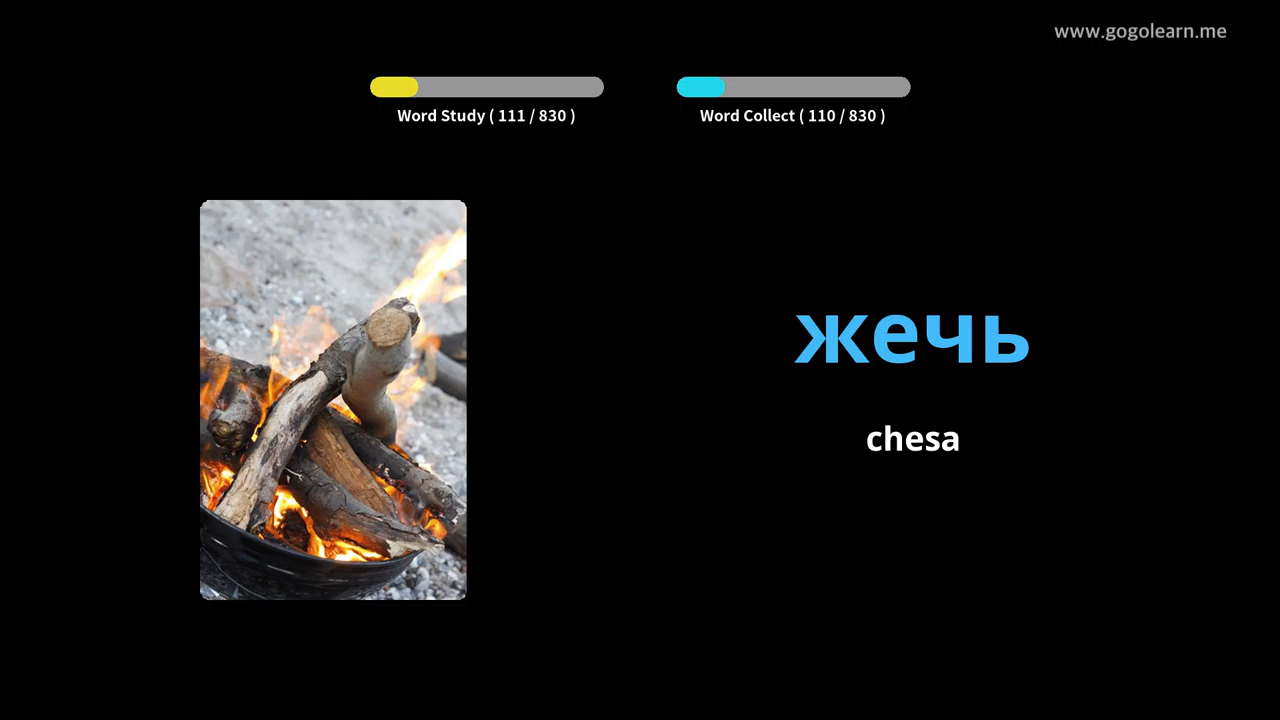 www.gogolearn.me
Word Study ( 111 / 830 )
Word Collect ( 110 / 830 )
жечь
chesa